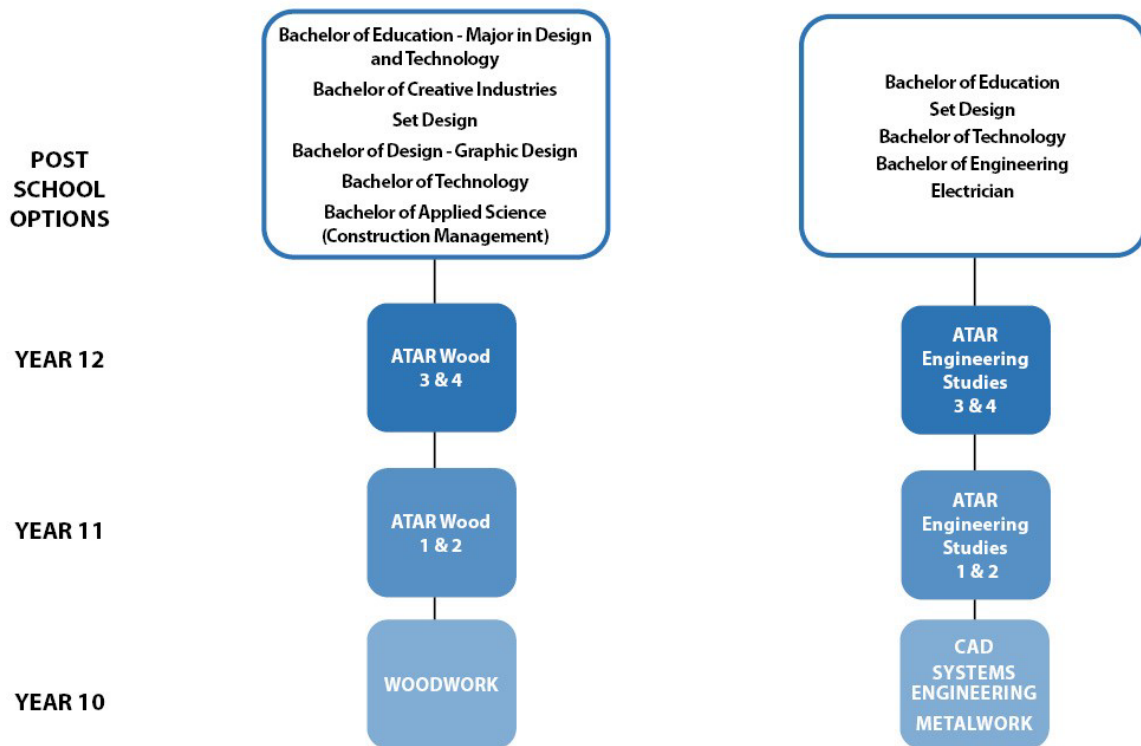 POST
SCHOOL
OPTIONS
Bachelor of Education - Major in Design
and Technology
Bachelor of Creative Industries
Set Design
Bachelor of Design - Graphic Design
Bachelor of Technology
Bachelor of Applied Science
(Construction Management)
Bachelor of Education
Set Design
Bachelor of Technology
Bachelor of Engineering
Electrician
YEAR 12
ATAR Wood
3 & 4
ATAR
Engineering
Studies
3 & 4
YEAR 11
ATAR Wood
1 & 2
ATAR
Engineering
Studies
1 & 2
YEAR 10
WOODWORK
CAD
SYSTEMS
ENGINEERING
METALWORK